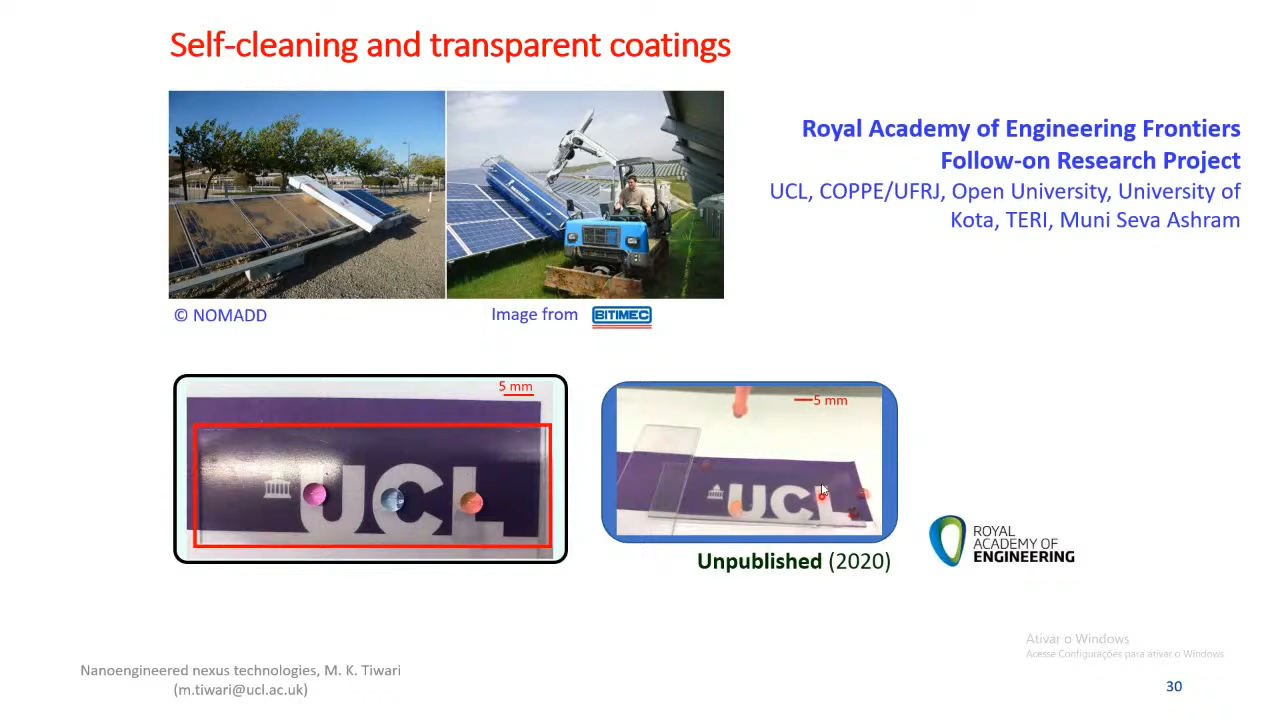 Self-cleaning and transparent coatings
Royal Academy of Engineering Frontiers
Follow-on Research Project
UCL, COPPE/UFRJ, Open University, University of
Kota, TERI, Muni Seva Ashram
© NOMADD
Image from BITIMEC
5 mm
UCL
5 mm
UCL
Unpublished (2020)
ROYAL
ACADEMY OF
ENGINEERING
Ativar o Windows
Acesse Configurações para ativar o Windows
Nanoengineered nexus technologies, M. K. Tiwari
(m.tiwari@ucl.ac.uk)
30